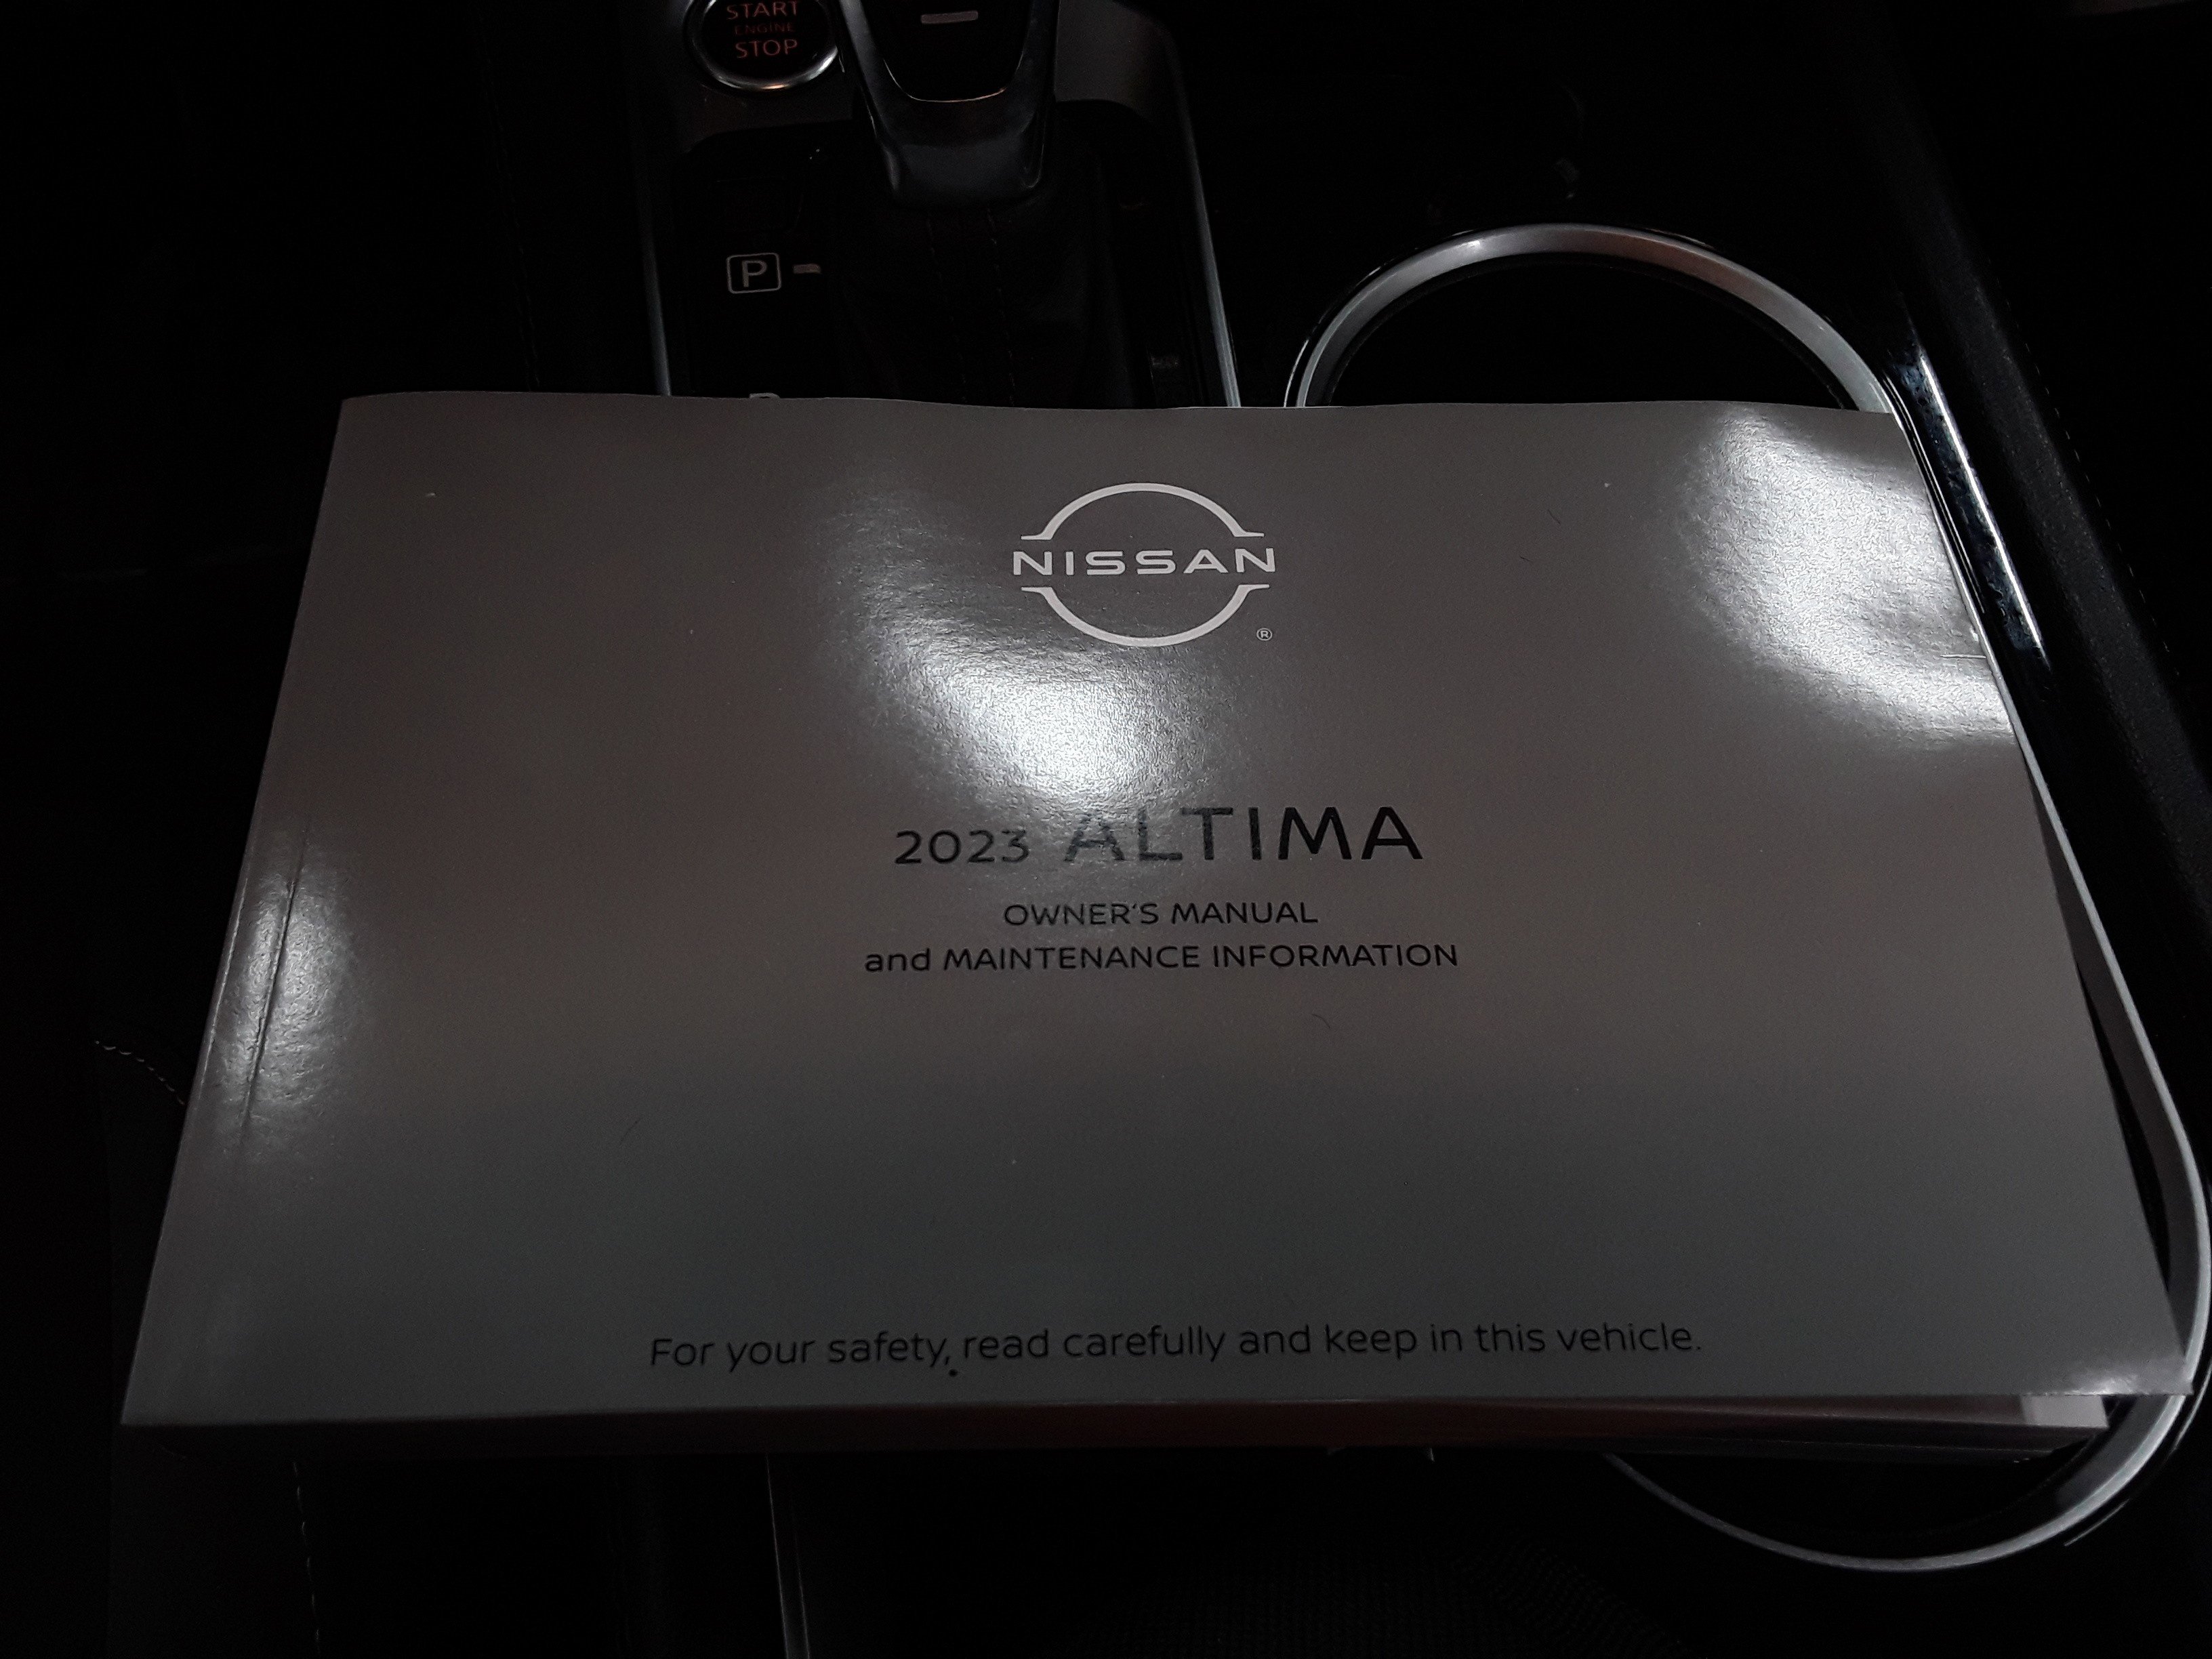 START
ENGINE
STOP
P
NISSAN
®
2023 ALTIMA
OWNER'S MANUAL
and MAINTENANCE INFORMATION
For your safety, read carefully and keep in this vehicle.